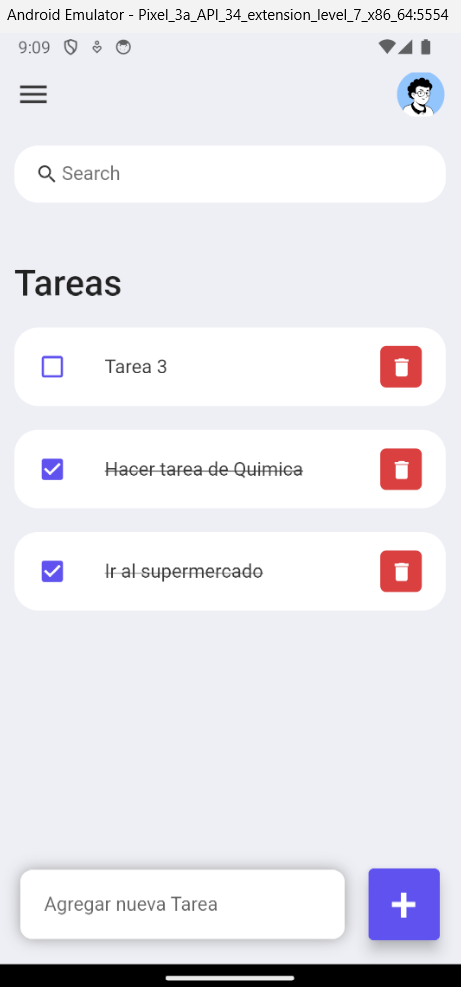 Android Emulator - Pixel_3a_API_34_extension_level_7_x86_64:5554
9:09
Search
Tareas
Tarea 3
Hacer tarea de Quimica
Ir al supermercado
Agregar nueva Tarea